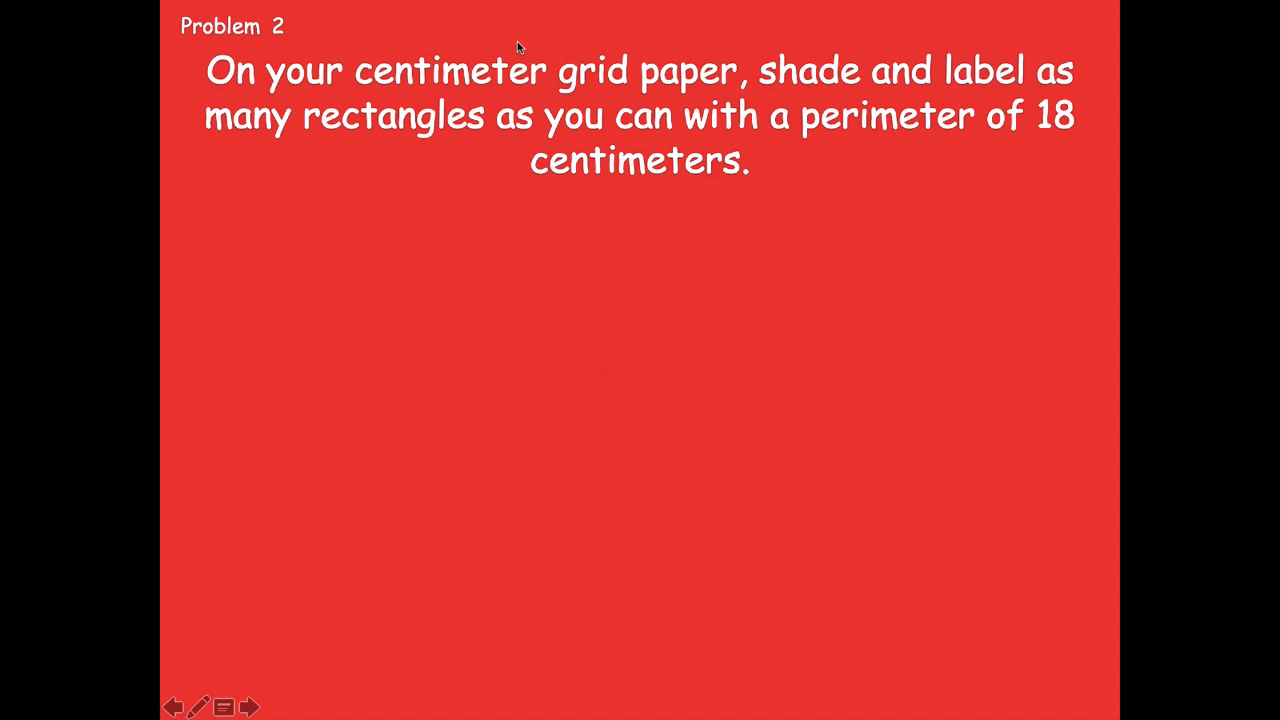 Problem 2
On your centimeter grid paper, shade and label as
many rectangles as you can with a perimeter of 18
centimeters.